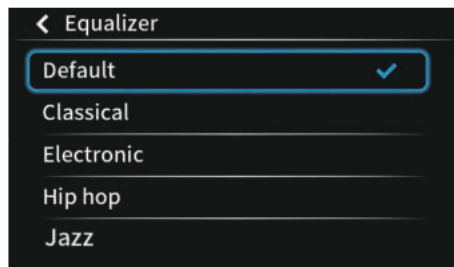 Equalizer
Default
Classical
Electronic
Hip hop
Jazz